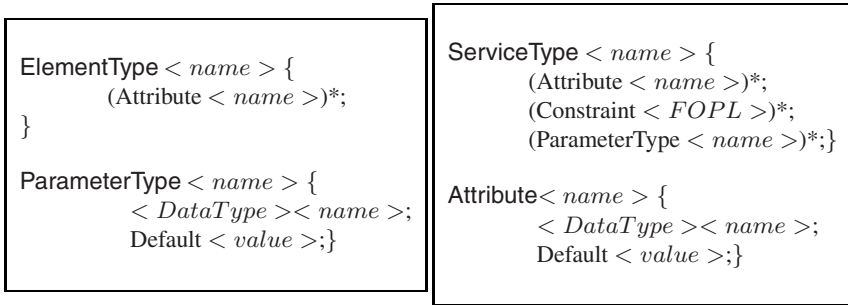 ElementType < name > {
(Attribute < name >)*;
}
ParameterType < name > {
< DataType >< name >;
Default < value >;}
ServiceType < name > {
(Attribute < name >)*;
(Constraint < FOPL >)*;
(ParameterType < name >)*;}
Attribute< name > {
< DataType >< name >;
Default < value >;}